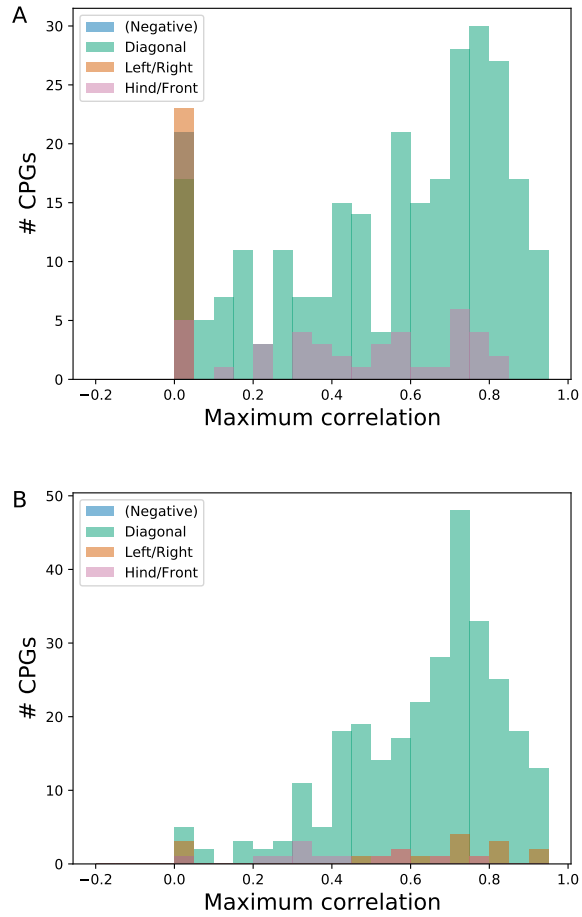 A
(Negative)
Diagonal
Left/Right
Hind/Front
# CPGs
30
25
20
15
10
5
0
−0.2 0.0 0.2 0.4 0.6 0.8 1.0
Maximum correlation
B
(Negative)
Diagonal
Left/Right
Hind/Front
# CPGs
50
40
30
20
10
0
−0.2 0.0 0.2 0.4 0.6 0.8 1.0
Maximum correlation